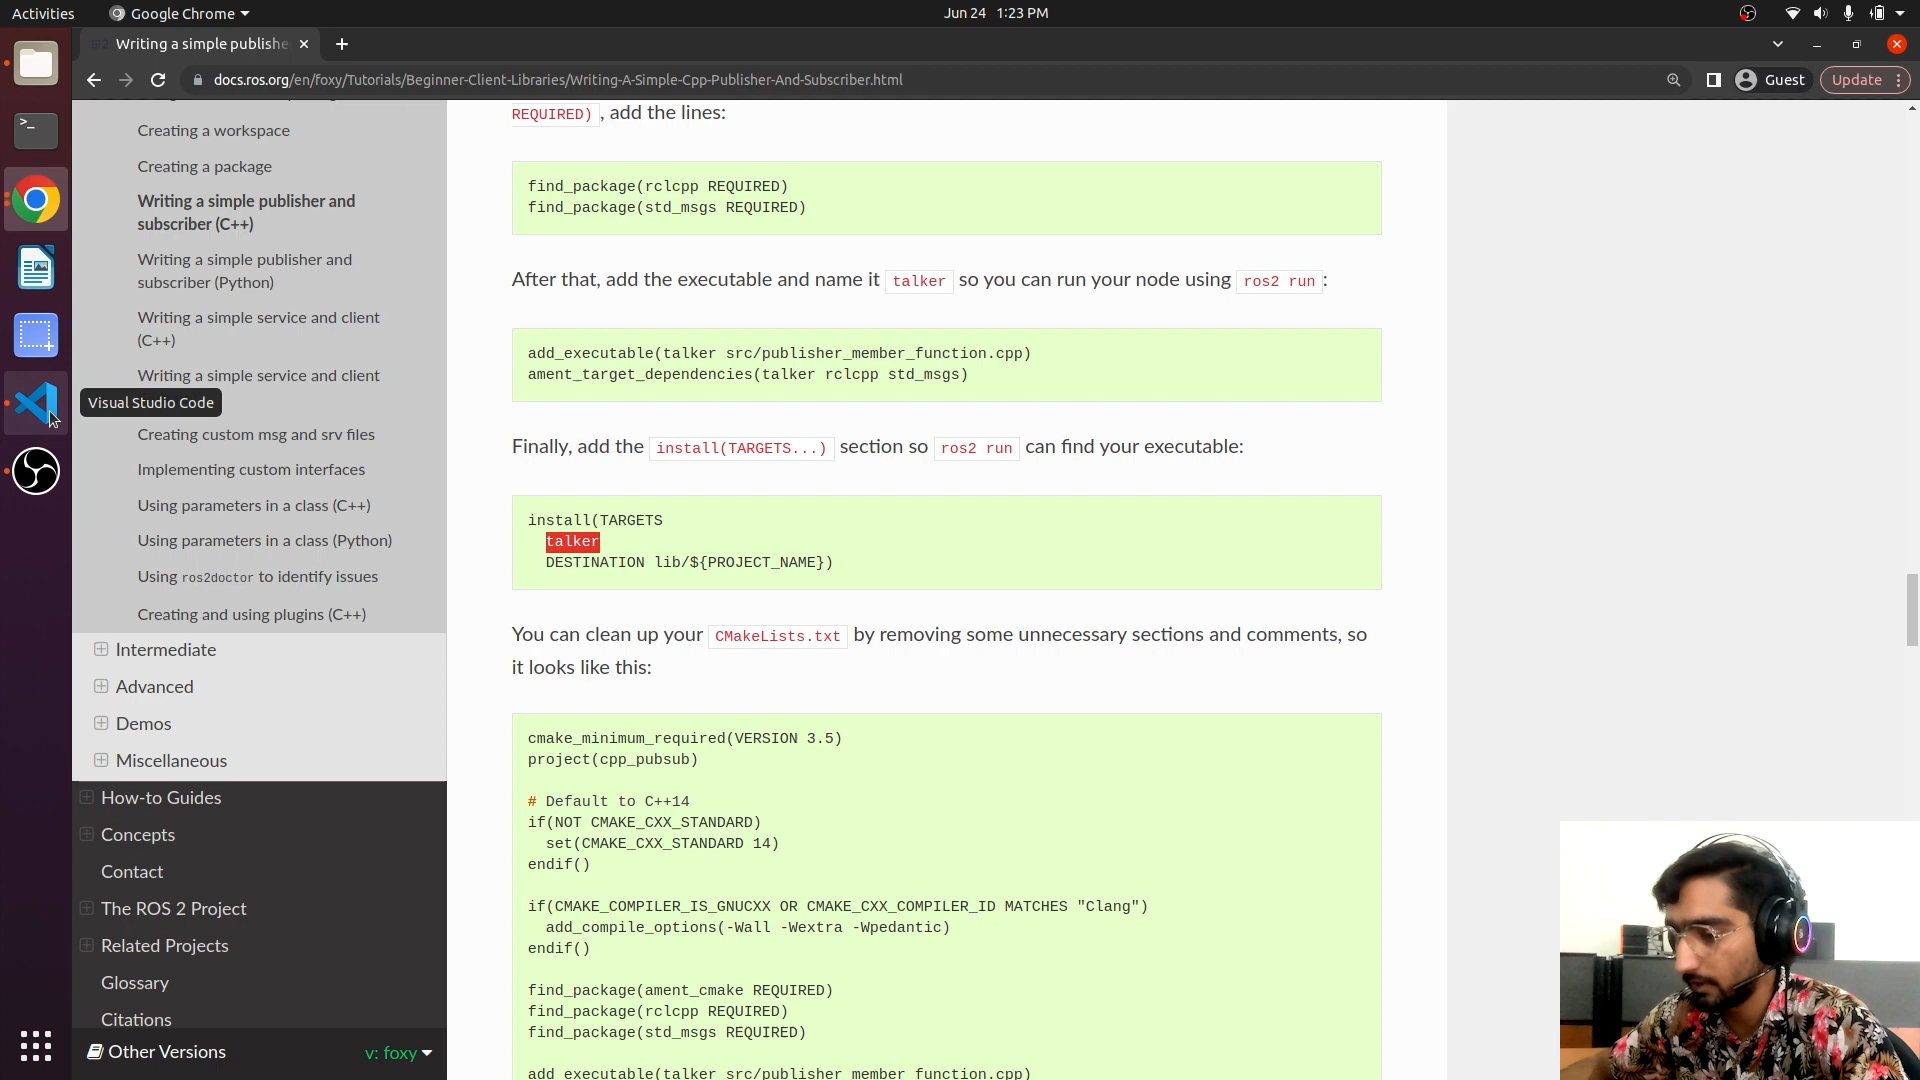 Activities
Google Chrome
Jun 24 1:23 PM
Writing a simple publishe
docs.ros.org/en/foxy/Tutorials/Beginner-Client-Libraries/Writing-A-Simple-Cpp-Publisher-And-Subscriber.html
Guest
Update
Creating a workspace
Creating a package
Writing a simple publisher and
subscriber (C++)
Writing a simple publisher and
subscriber (Python)
Writing a simple service and client
(C++)
Writing a simple service and client
Visual Studio Code
Creating custom msg and srv files
Implementing custom interfaces
Using parameters in a class (C++)
Using parameters in a class (Python)
Using ros2doctor to identify issues
Creating and using plugins (C++)
Intermediate
Advanced
Demos
Miscellaneous
How-to Guides
Concepts
Contact
The ROS 2 Project
Related Projects
Glossary
Citations
Other Versions
v: foxy
REQUIRED) , add the lines:
find_package(rclcpp REQUIRED)
find_package(std_msgs REQUIRED)
After that, add the executable and name it talker so you can run your node using ros2 run :
add_executable(talker src/publisher_member_function.cpp)
ament_target_dependencies(talker rclcpp std_msgs)
Finally, add the install(TARGETS...) section so ros2 run can find your executable:
install(TARGETS
talker
DESTINATION lib/${PROJECT_NAME})
You can clean up your CMakeLists.txt by removing some unnecessary sections and comments, so
it looks like this:
cmake_minimum_required(VERSION 3.5)
project(cpp_pubsub)
# Default to C++14
if(NOT CMAKE_CXX_STANDARD)
set(CMAKE_CXX_STANDARD 14)
endif()
if(CMAKE_COMPILER_IS_GNUCXX OR CMAKE_CXX_COMPILER_ID MATCHES "Clang")
add_compile_options(-Wall -Wextra -Wpedantic)
endif()
find_package(ament_cmake REQUIRED)
find_package(rclcpp REQUIRED)
find_package(std_msgs REQUIRED)
add_executable(talker src/publisher_member_function.cpp)